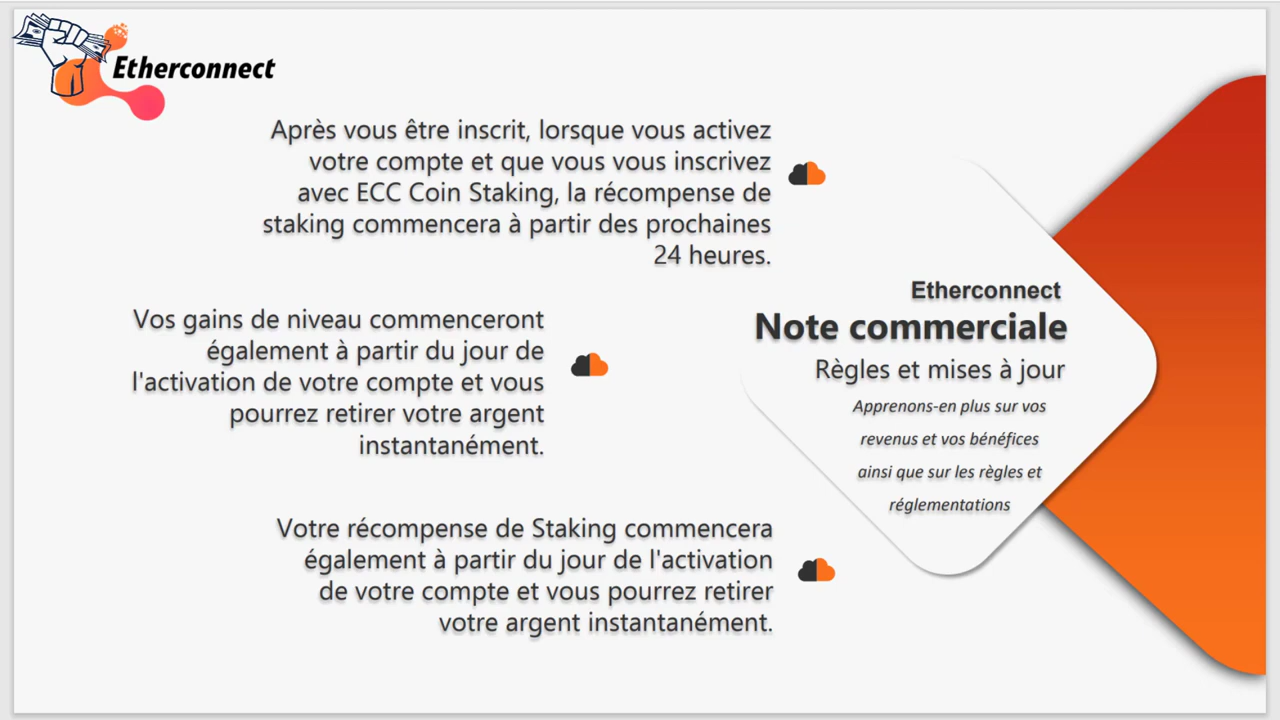 Etherconnect
Après vous être inscrit, lorsque vous activez
votre compte et que vous vous inscrivez
avec ECC Coin Staking, la récompense de
staking commencera à partir des prochaines
24 heures.
Vos gains de niveau commenceront
également à partir du jour de
l'activation de votre compte et vous
pourrez retirer votre argent
instantanément.
Votre récompense de Staking commencera
également à partir du jour de l'activation
de votre compte et vous pourrez retirer
votre argent instantanément.
Etherconnect
Note commerciale
Règles et mises à jour
Apprenons-en plus sur vos
revenus et vos bénéfices
ainsi que sur les règles et
réglementations